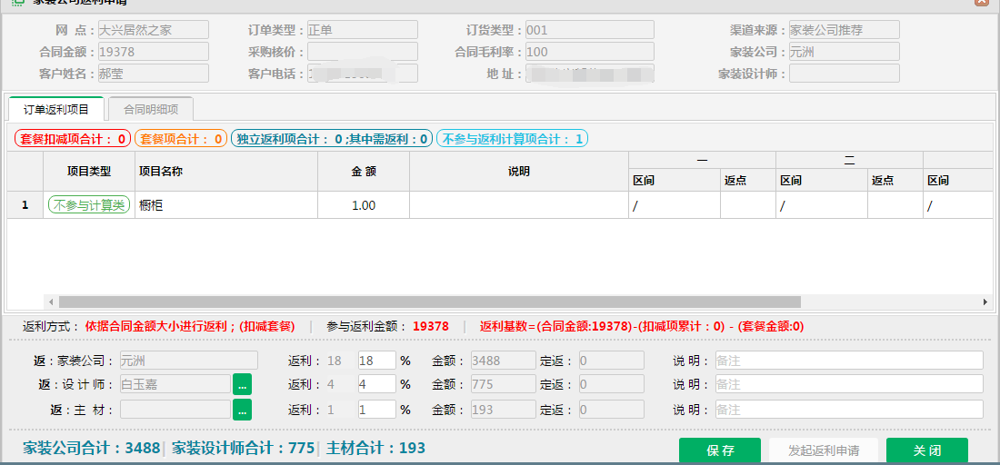 家装公司返利申请
网 点：大兴居然之家 订单类型：正单 订货类型：001 渠道来源：家装公司推荐
合同金额：19378 采购核价： 合同毛利率：100 家装公司：元洲
客户姓名：郝莹 客户电话： 地 址： 家装设计师：
订单返利项目 合同明细项
套餐扣减项合计： 0 套餐项合计： 0 独立返利项合计： 0 ;其中需返利：0 不参与返利计算项合计： 1
项目类型 项目名称 金 额 说明 一 二
区间 返点 区间 返点 区间
1 不参与计算类 橱柜 1.00 / / /
返利方式： 依据合同金额大小进行返利；(扣减套餐) | 参与返利金额： 19378 | 返利基数=(合同金额:19378)-(扣减项累计：0) - (套餐金额:0)
返：家装公司： 元洲 返利： 18 18 % 金额： 3488 定返： 0 说 明： 备注
返：设 计 师： 白玉嘉 ... 返利： 4 4 % 金额： 775 定返： 0 说 明： 备注
返：主 材： ... 返利： 1 1 % 金额： 193 定返： 0 说 明： 备注
家装公司合计：3488| 家装设计师合计：775| 主材合计：193 保 存 发起返利申请 关 闭